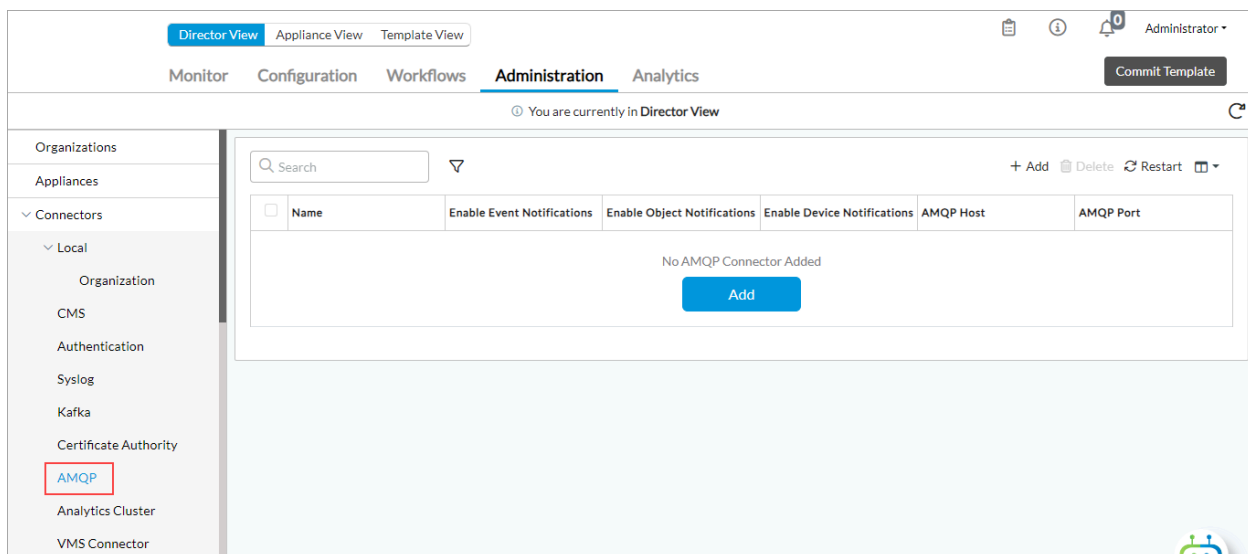 Director View Appliance View Template View
0
Administrator
Monitor Configuration Workflows Administration Analytics
Commit Template
You are currently in Director View
Organizations
Appliances
Connectors
Local
Organization
CMS
Authentication
Syslog
Kafka
Certificate Authority
AMQP
Analytics Cluster
VMS Connector
Search
+ Add Delete Restart
Name Enable Event Notifications Enable Object Notifications Enable Device Notifications AMQP Host AMQP Port
No AMQP Connector Added
Add